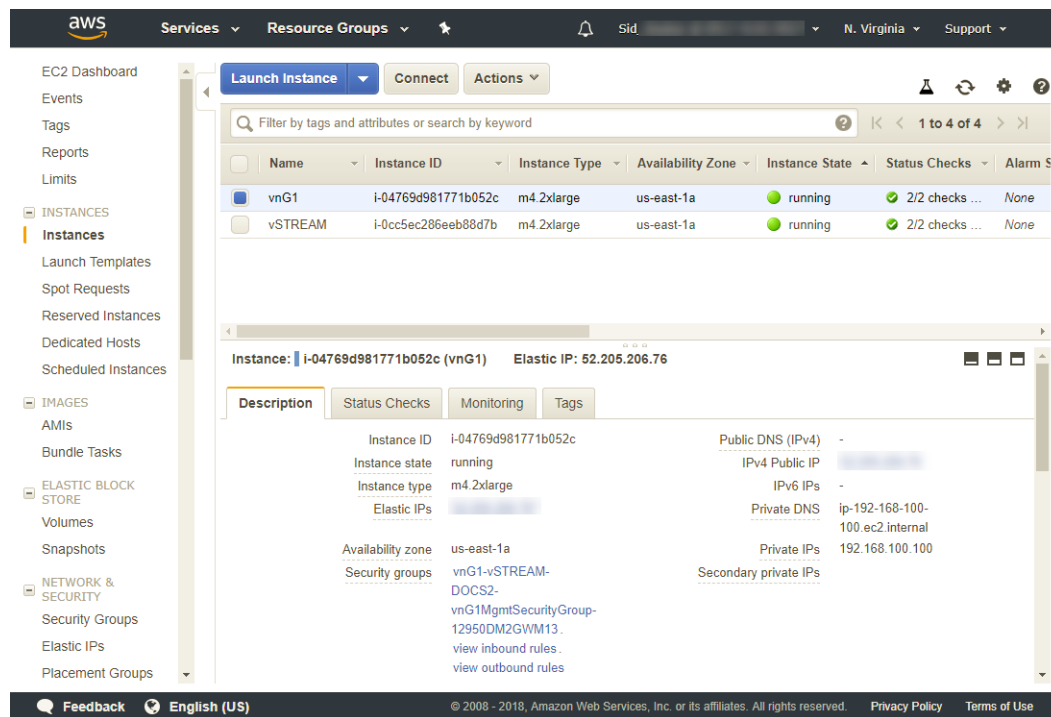 aws Services Resource Groups Sid N. Virginia Support
EC2 Dashboard
Events
Tags
Reports
Limits
INSTANCES
Instances
Launch Templates
Spot Requests
Reserved Instances
Dedicated Hosts
Scheduled Instances
IMAGES
AMIs
Bundle Tasks
ELASTIC BLOCK
STORE
Volumes
Snapshots
NETWORK &
SECURITY
Security Groups
Elastic IPs
Placement Groups
Launch Instance Connect Actions
Filter by tags and attributes or search by keyword ? 1 to 4 of 4
Name Instance ID Instance Type Availability Zone Instance State Status Checks Alarm S
vnG1 i-04769d981771b052c m4.2xlarge us-east-1a running 2/2 checks ... None
vSTREAM i-0cc5ec286eeb88d7b m4.2xlarge us-east-1a running 2/2 checks ... None
Instance: i-04769d981771b052c (vnG1) Elastic IP: 52.205.206.76
Description Status Checks Monitoring Tags
Instance ID i-04769d981771b052c
Instance state running
Instance type m4.2xlarge
Elastic IPs
Availability zone us-east-1a
Security groups vnG1-vSTREAM-
DOCS2-
vnG1MgmtSecurityGroup-
12950DM2GWM13 .
view inbound rules .
view outbound rules
Public DNS (IPv4) -
IPv4 Public IP
IPv6 IPs -
Private DNS ip-192-168-100-
100.ec2.internal
Private IPs 192.168.100.100
Secondary private IPs
Feedback English (US) © 2008 - 2018, Amazon Web Services, Inc. or its affiliates. All rights reserved. Privacy Policy Terms of Use